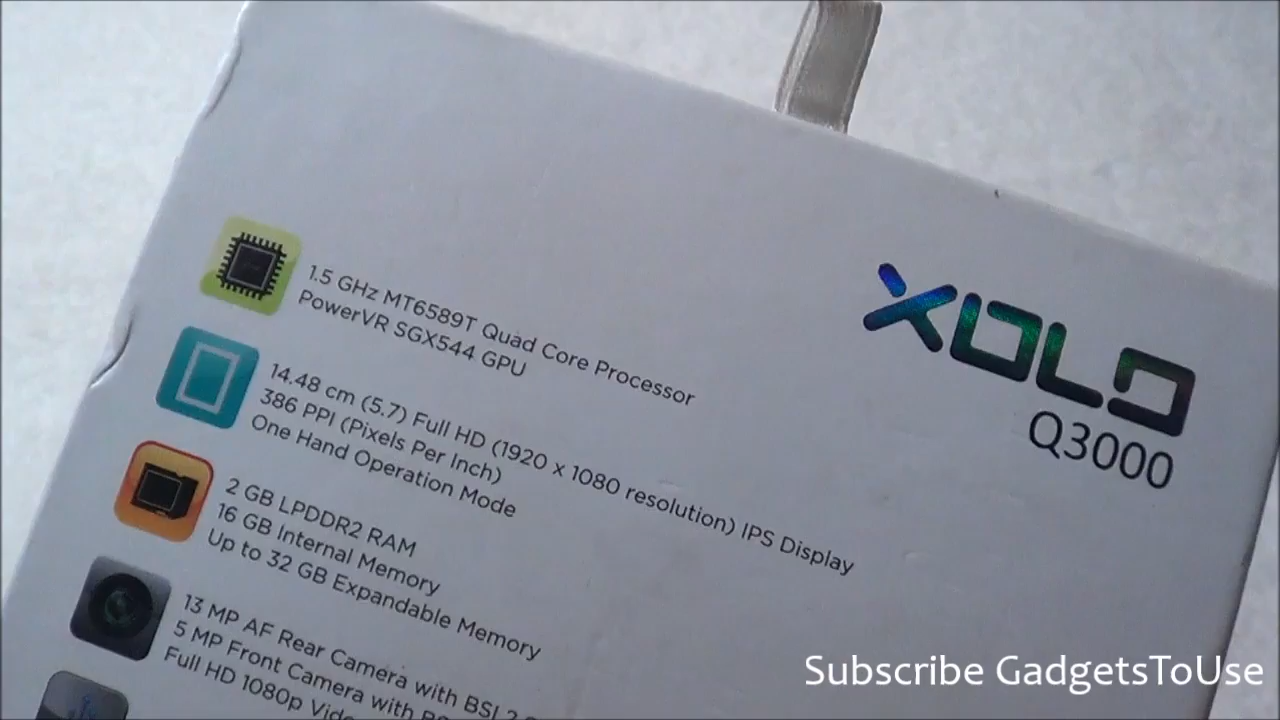 XOLO
Q3000
1.5 GHz MT6589T Quad Core Processor
PowerVR SGX544 GPU
14.48 cm (5.7) Full HD (1920 x 1080 resolution) IPS Display
386 PPI (Pixels Per Inch)
One Hand Operation Mode
2 GB LPDDR2 RAM
16 GB Internal Memory
Up to 32 GB Expandable Memory
13 MP AF Rear Camera with BSI 2
5 MP Front Camera with
Full HD 1080p
Subscribe GadgetsToUse